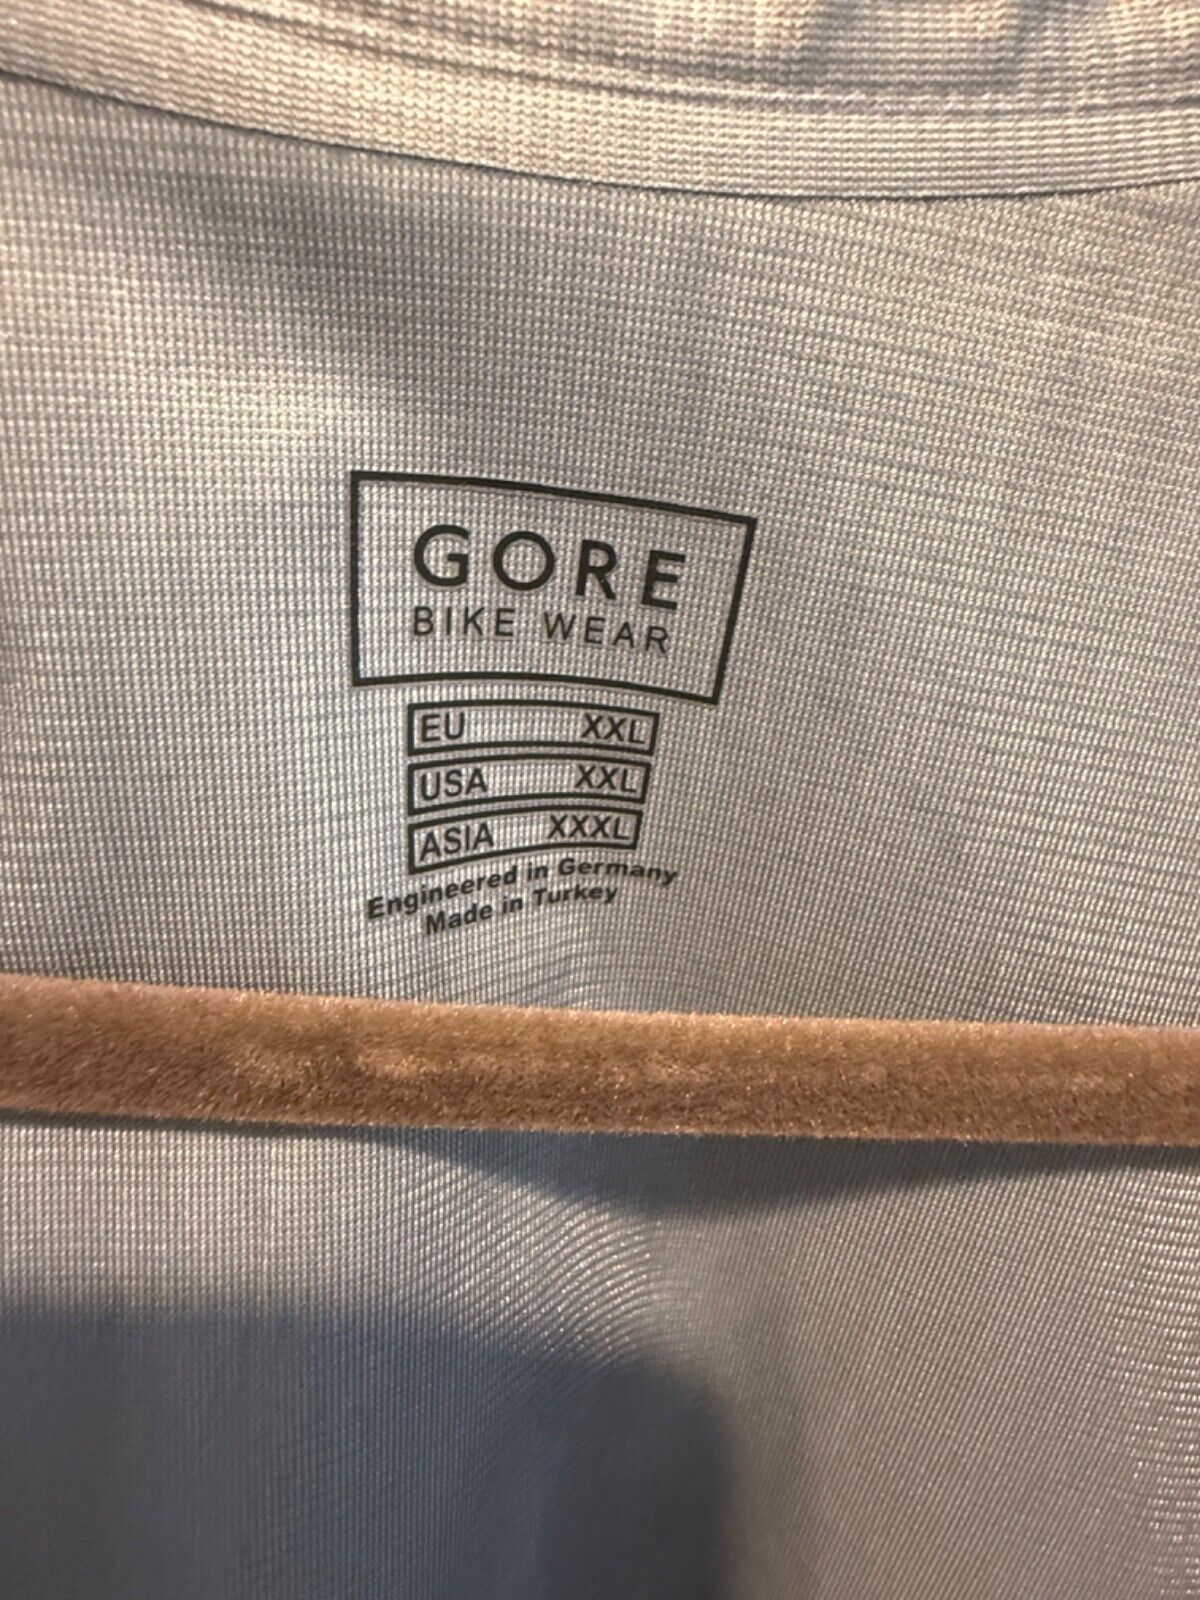 GORE
BIKE WEAR
EU XXL
USA XXL
ASIA XXXL
Engineered in Germany
Made in Turkey